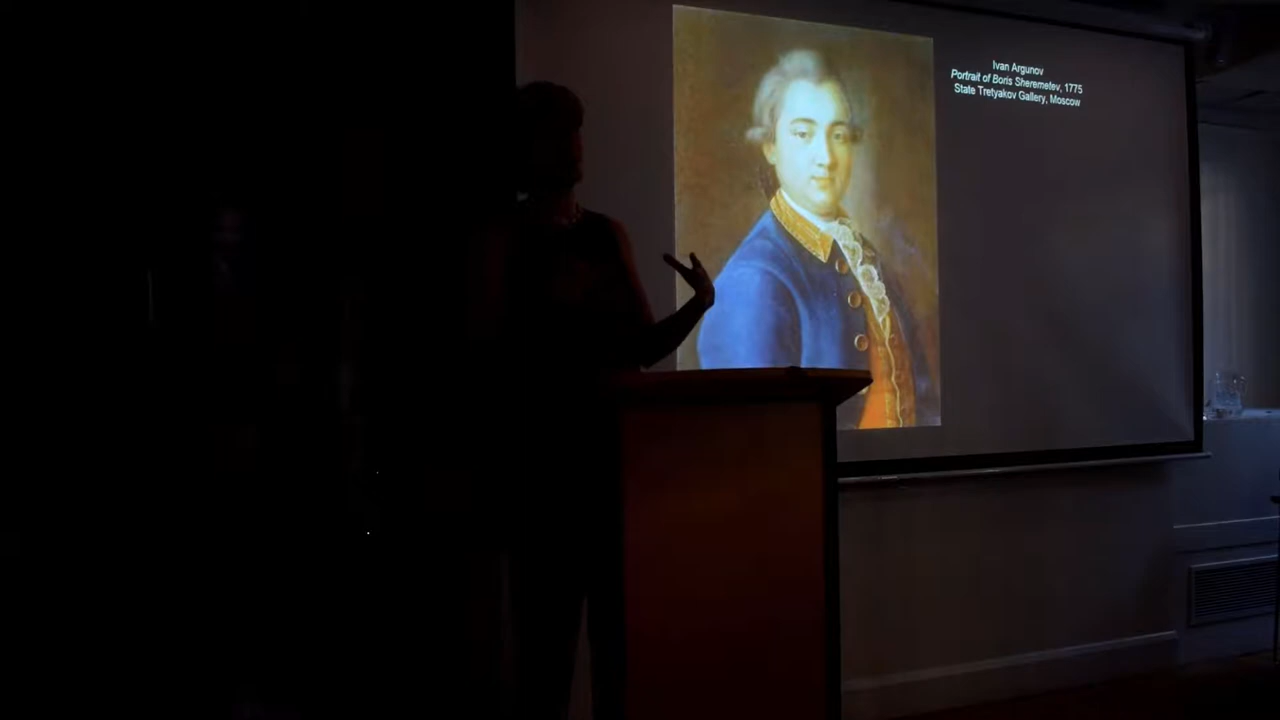 Ivan Argunov
Portrait of Boris Sheremetev, 1775
State Tretyakov Gallery, Moscow